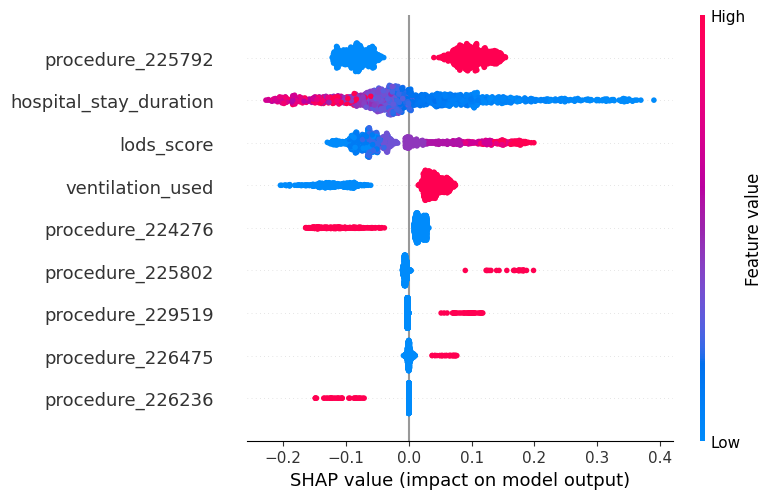 High
procedure_225792
hospital_stay_duration
lods_score
ventilation_used
procedure_224276
procedure_225802
procedure_229519
procedure_226475
procedure_226236
Feature value
Low
−0.2 −0.1 0.0 0.1 0.2 0.3 0.4
SHAP value (impact on model output)